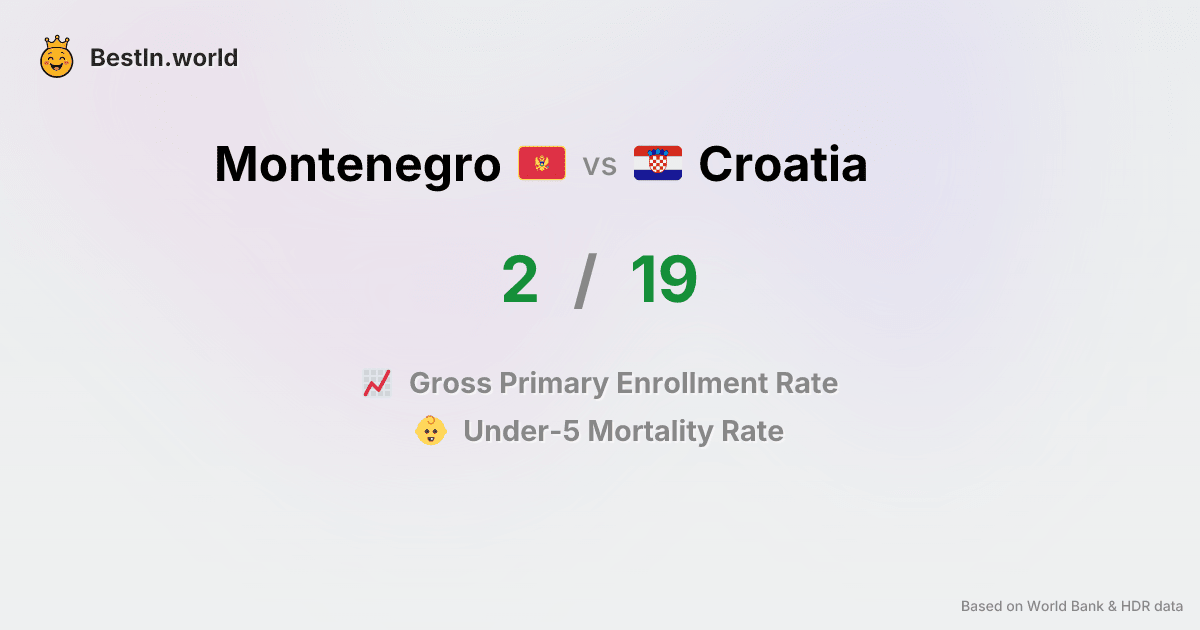 BestIn.world
Montenegro vs Croatia
2 / 19
Gross Primary Enrollment Rate
Under-5 Mortality Rate
Based on World Bank & HDR data